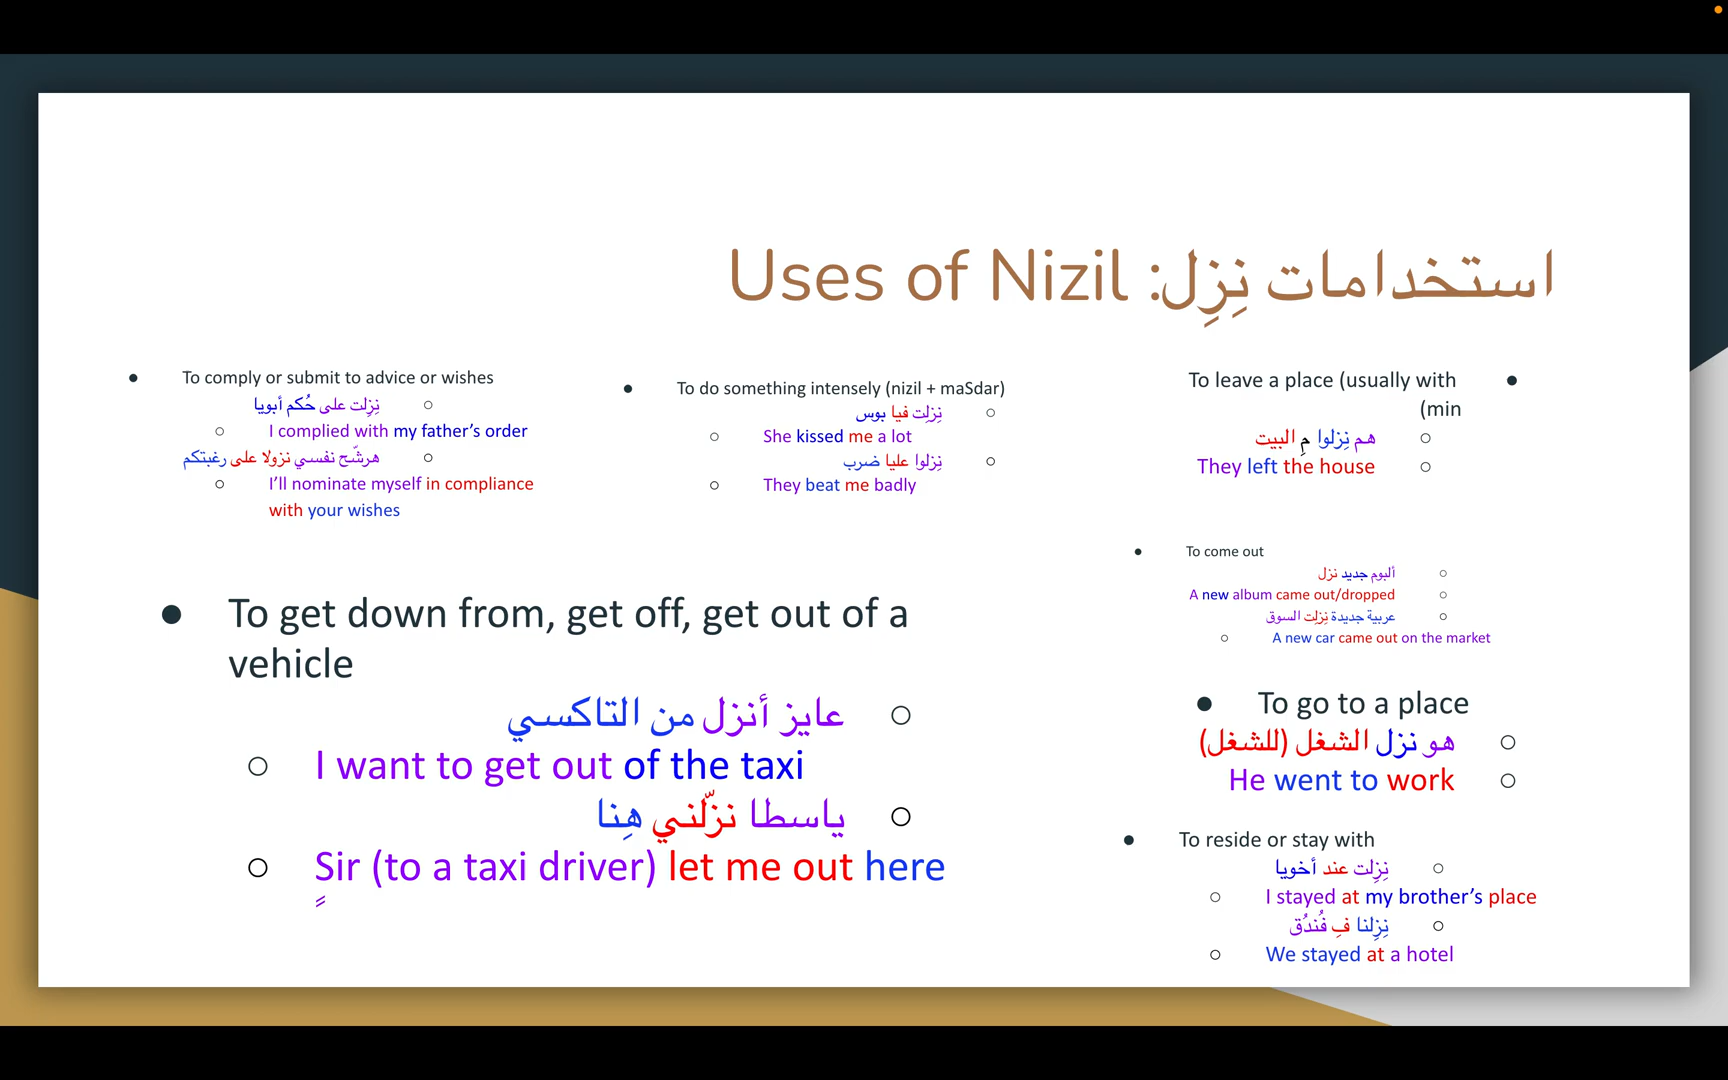 استخدامات نِزِل: Uses of Nizil
To comply or submit to advice or wishes
نِزِلت على حُكم أبويا
I complied with my father’s order
هرشّح نفسي نزولا على رغبتكم
I’ll nominate myself in compliance
with your wishes
To do something intensely (nizil + maSdar)
نِزلِت فيا بوس
She kissed me a lot
نِزلوا عليا ضرب
They beat me badly
To leave a place (usually with
(min
هم نِزلوا مِ البيت
They left the house
To come out
ألبوم جديد نزل
A new album came out/dropped
عربية جديدة نِزلِت السوق
A new car came out on the market
To get down from, get off, get out of a
vehicle
عايز أنزل من التاكسي
I want to get out of the taxi
ياسطا نزّلني هِنا
Sir (to a taxi driver) let me out here
To go to a place
هو نزل الشغل (للشغل)
He went to work
To reside or stay with
نِزِلت عند أخويا
I stayed at my brother’s place
نِزِلنا فِ فُندُق
We stayed at a hotel